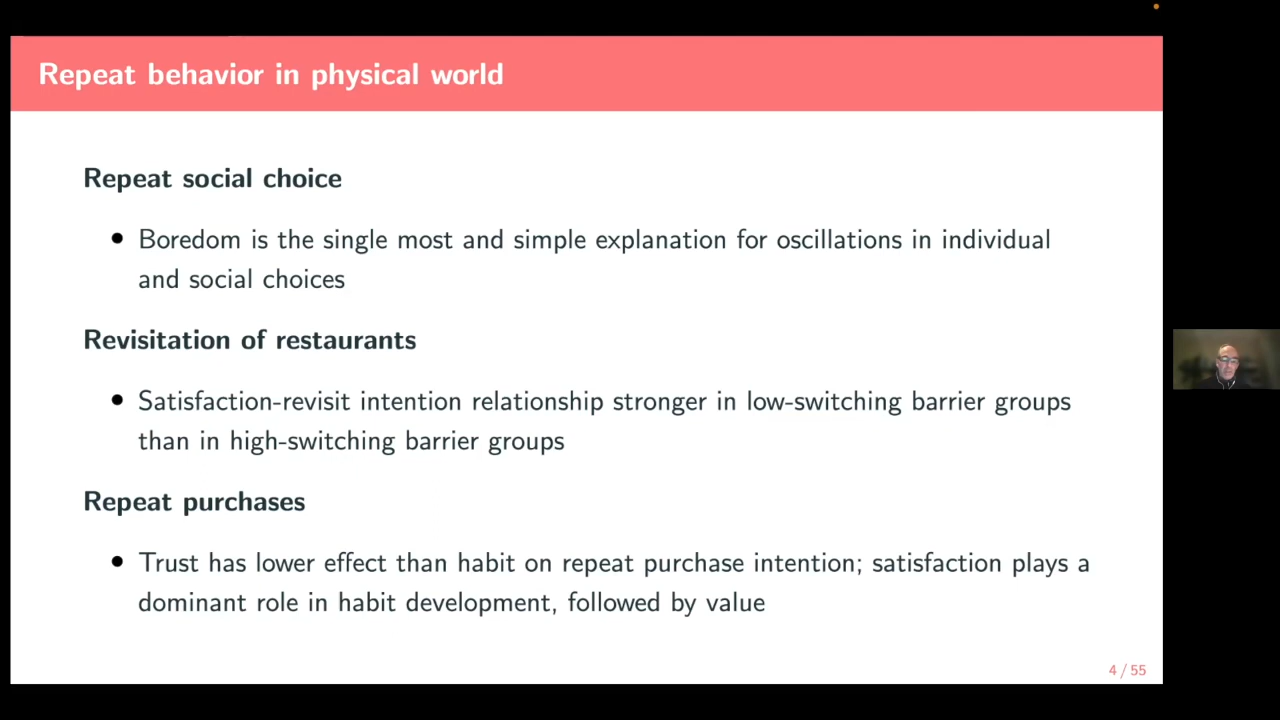 Repeat behavior in physical world
Repeat social choice
• Boredom is the single most and simple explanation for oscillations in individual
and social choices
Revisitation of restaurants
• Satisfaction-revisit intention relationship stronger in low-switching barrier groups
than in high-switching barrier groups
Repeat purchases
• Trust has lower effect than habit on repeat purchase intention; satisfaction plays a
dominant role in habit development, followed by value
4 / 55